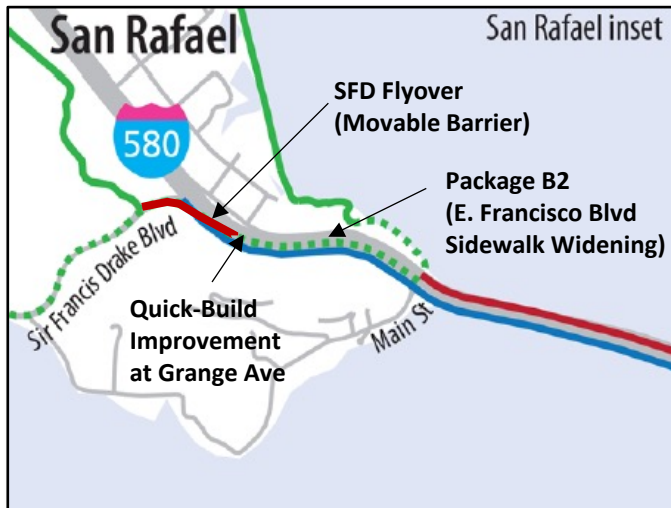 San Rafael
San Rafael inset
580
SFD Flyover
(Movable Barrier)
Package B2
(E. Francisco Blvd
Sidewalk Widening)
Sir Francis Drake Blvd
Quick-Build
Improvement
at Grange Ave
Main St